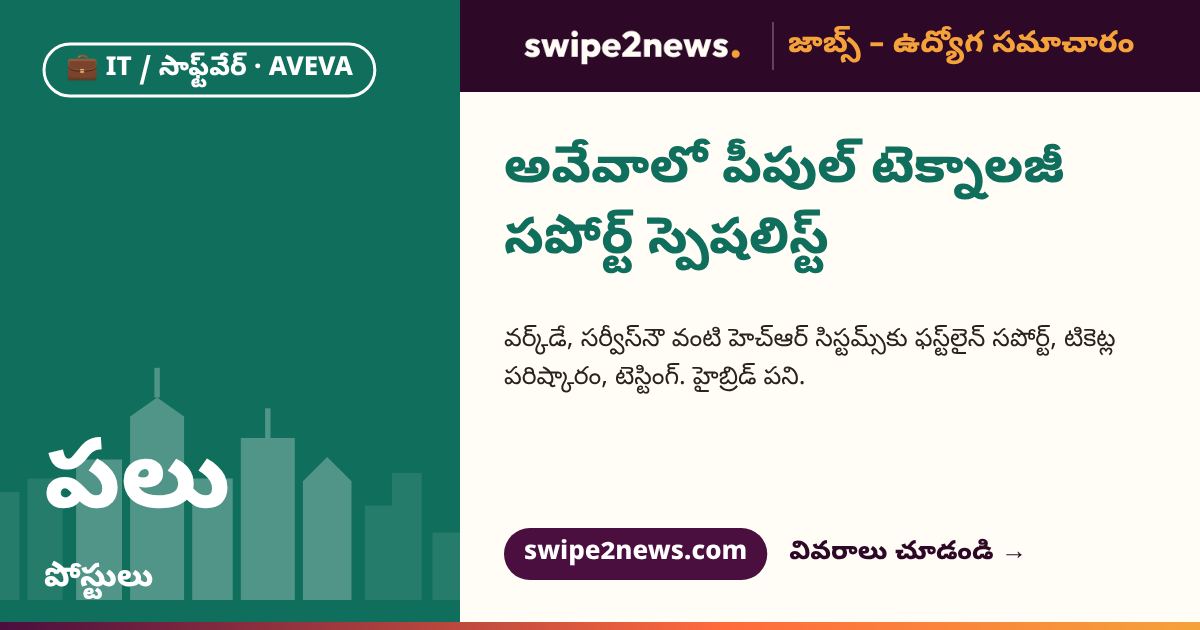 💼 IT / సాఫ్ట్‌వేర్ · AVEVA
swipe2news. | జాబ్స్ – ఉద్యోగ సమాచారం
అవేవాలో పీపుల్ టెక్నాలజీ
సపోర్ట్ స్పెషలిస్ట్
వర్క్‌డే, సర్వీస్‌నౌ వంటి హెచ్ఆర్ సిస్టమ్స్‌కు ఫస్ట్‌లైన్ సపోర్ట్, టికెట్ల
పరిష్కారం, టెస్టింగ్. హైబ్రిడ్ పని.
పలు
పోస్టులు
swipe2news.com వివరాలు చూడండి →